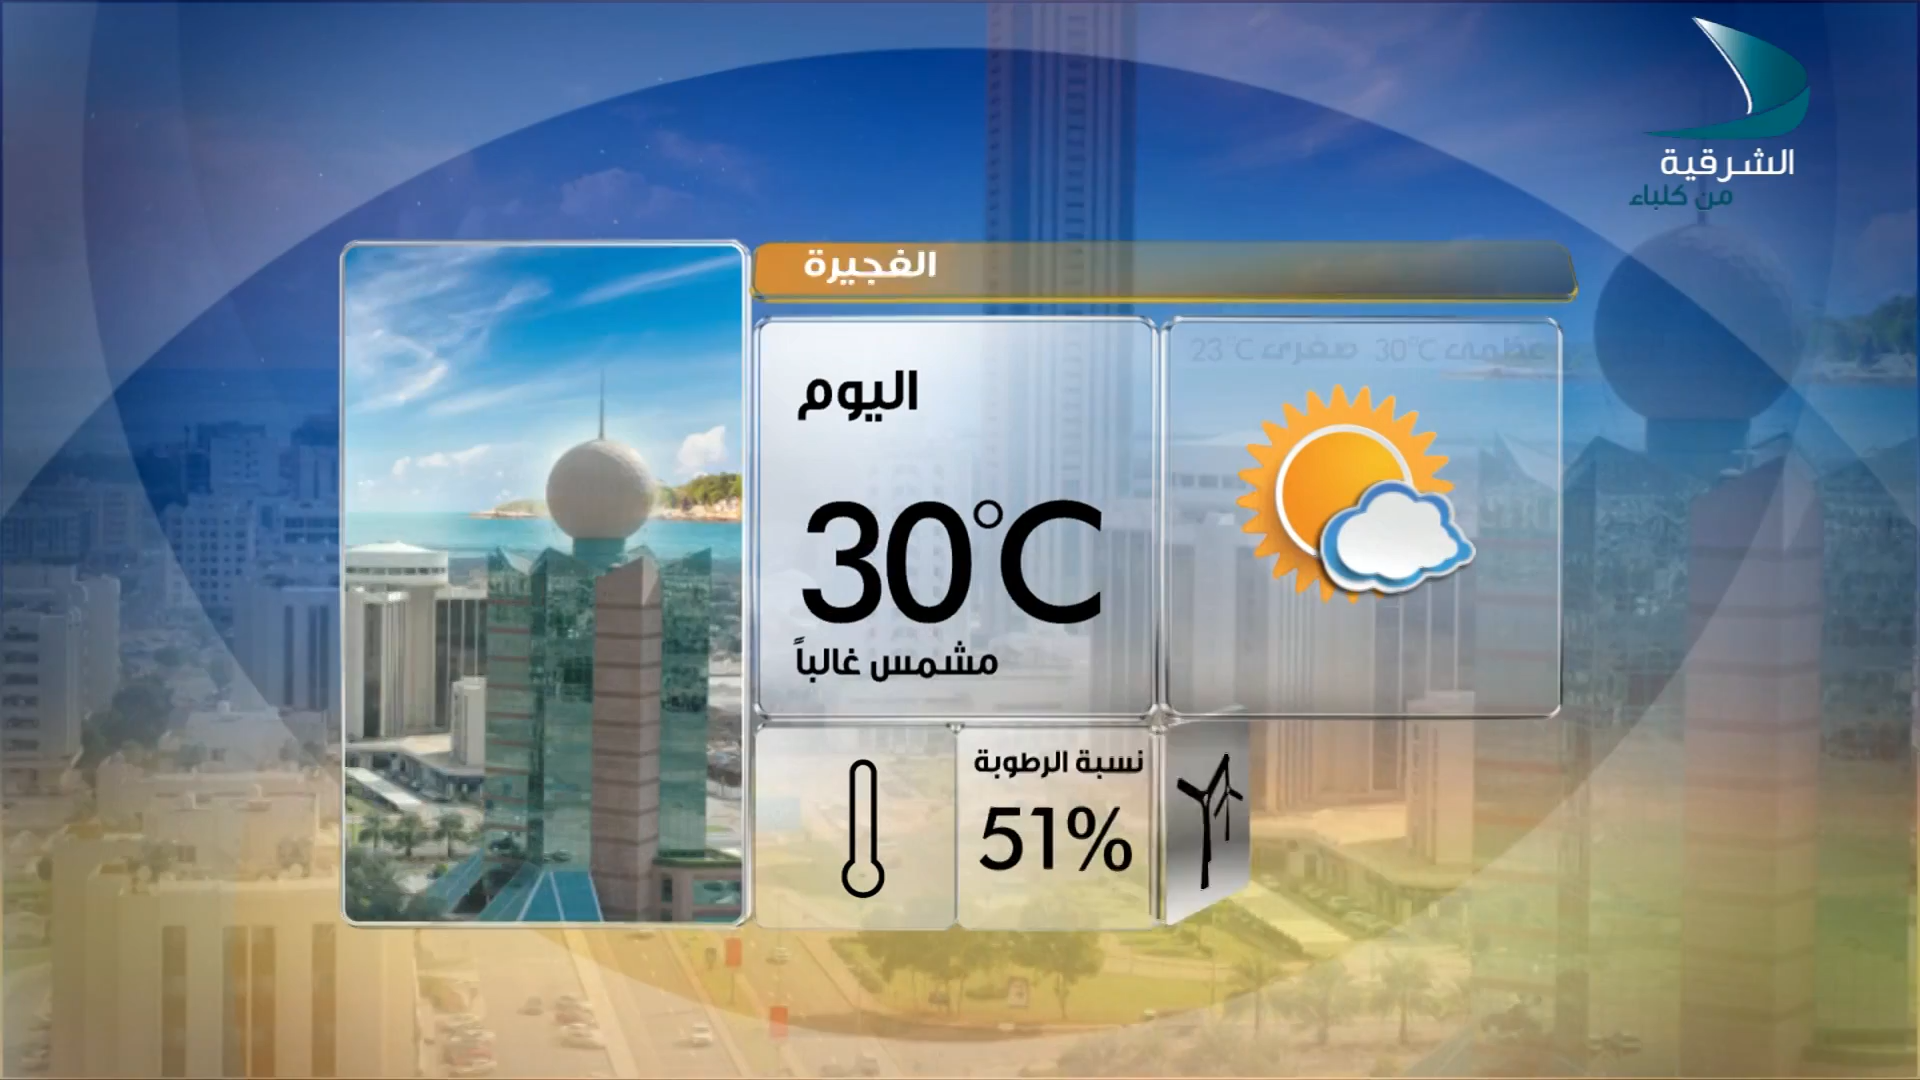 الشرقية
من كلباء
الفجيرة
عظمى 30°C صغرى 23°C
اليوم
30°C
مشمس غالباً
نسبة الرطوبة
51%